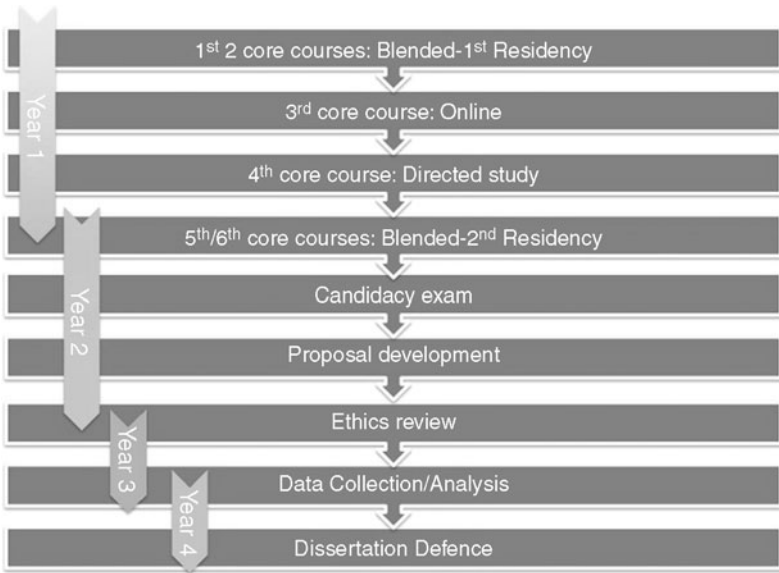 1st 2 core courses: Blended-1st Residency
3rd core course: Online
4th core course: Directed study
5th/6th core courses: Blended-2nd Residency
Candidacy exam
Proposal development
Ethics review
Data Collection/Analysis
Dissertation Defence
Year 1
Year 2
Year 3
Year 4